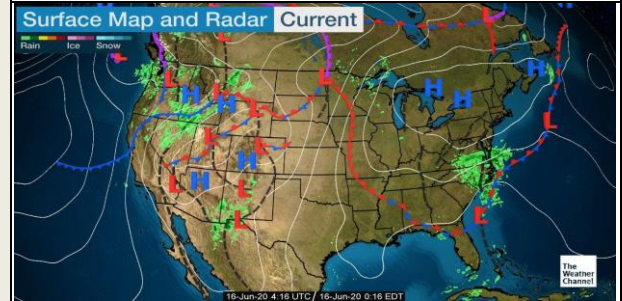 Surface Map and Radar Current
Rain Ice Snow
L L L
L L
H H H
H H
L
L L
L
L H L
L H
L
L
L
The
Weather
Channel
16-Jun-20 4:16 UTC / 16-Jun-20 0:16 EDT